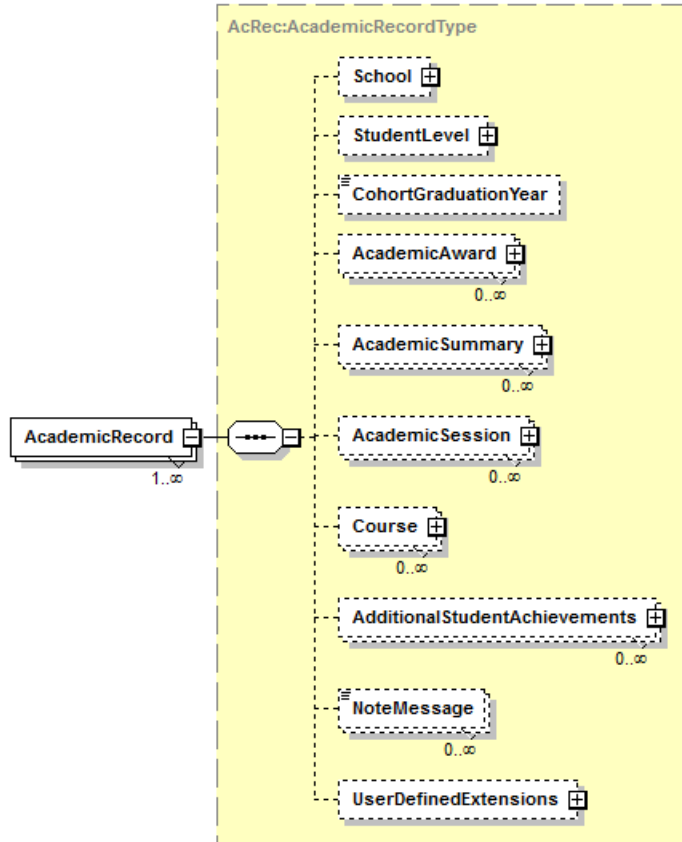 AcRec:AcademicRecordType
School
StudentLevel
CohortGraduationYear
AcademicAward
0..∞
AcademicSummary
0..∞
AcademicRecord
1..∞
AcademicSession
0..∞
Course
0..∞
AdditionalStudentAchievements
0..∞
NoteMessage
0..∞
UserDefinedExtensions